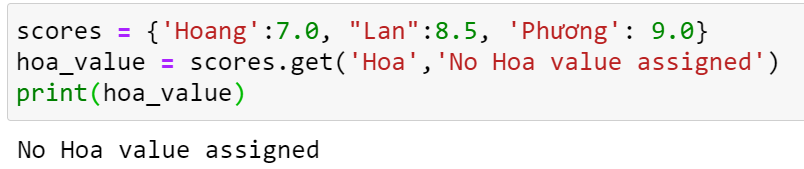 scores = {'Hoang':7.0, "Lan":8.5, 'Phương': 9.0}
hoa_value = scores.get('Hoa','No Hoa value assigned')
print(hoa_value)
No Hoa value assigned